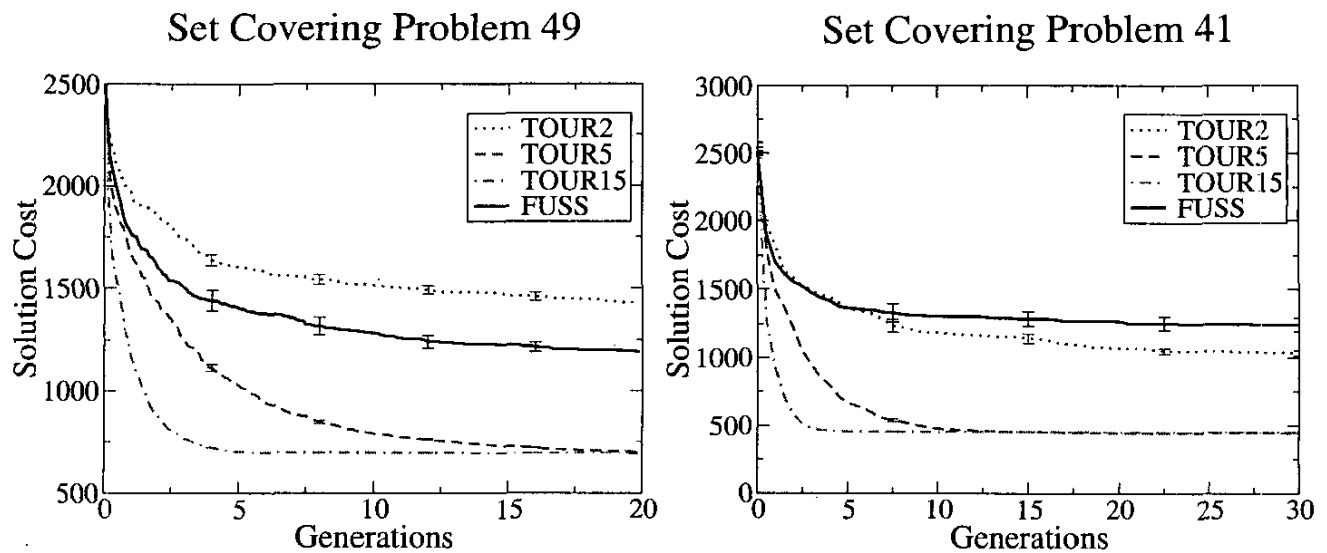 Set Covering Problem 49
Solution Cost
2500
2000
1500
1000
500
0
5
10
15
20
Generations
TOUR2
TOUR5
TOUR15
FUSS
Set Covering Problem 41
Solution Cost
3000
2500
2000
1500
1000
500
0
0
5
10
15
20
25
30
Generations
TOUR2
TOUR5
TOUR15
FUSS